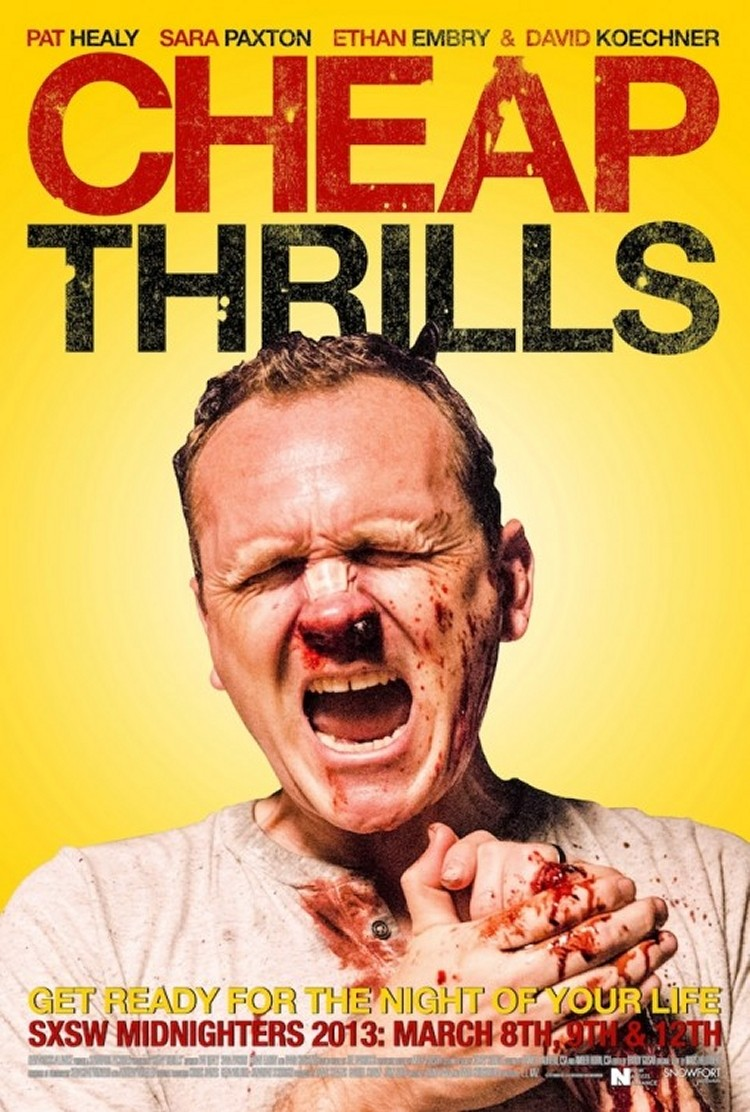 PAT HEALY SARA PAXTON ETHAN EMBRY & DAVID KOECHNER
CHEAP
THRILLS
GET READY FOR THE NIGHT OF YOUR LIFE
SXSW MIDNIGHTERS 2013: MARCH 8TH, 9TH & 12TH
SNOWFORT